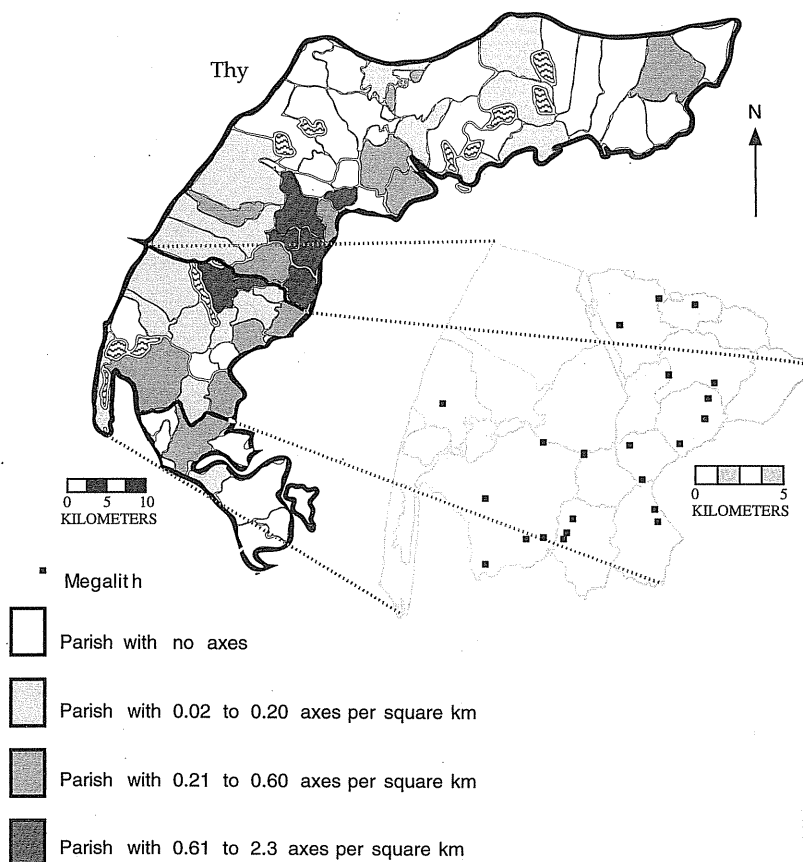 Thy
N
0 5 10
KILOMETERS
0 5
KILOMETERS
Megalith
Parish with no axes
Parish with 0.02 to 0.20 axes per square km
Parish with 0.21 to 0.60 axes per square km
Parish with 0.61 to 2.3 axes per square km